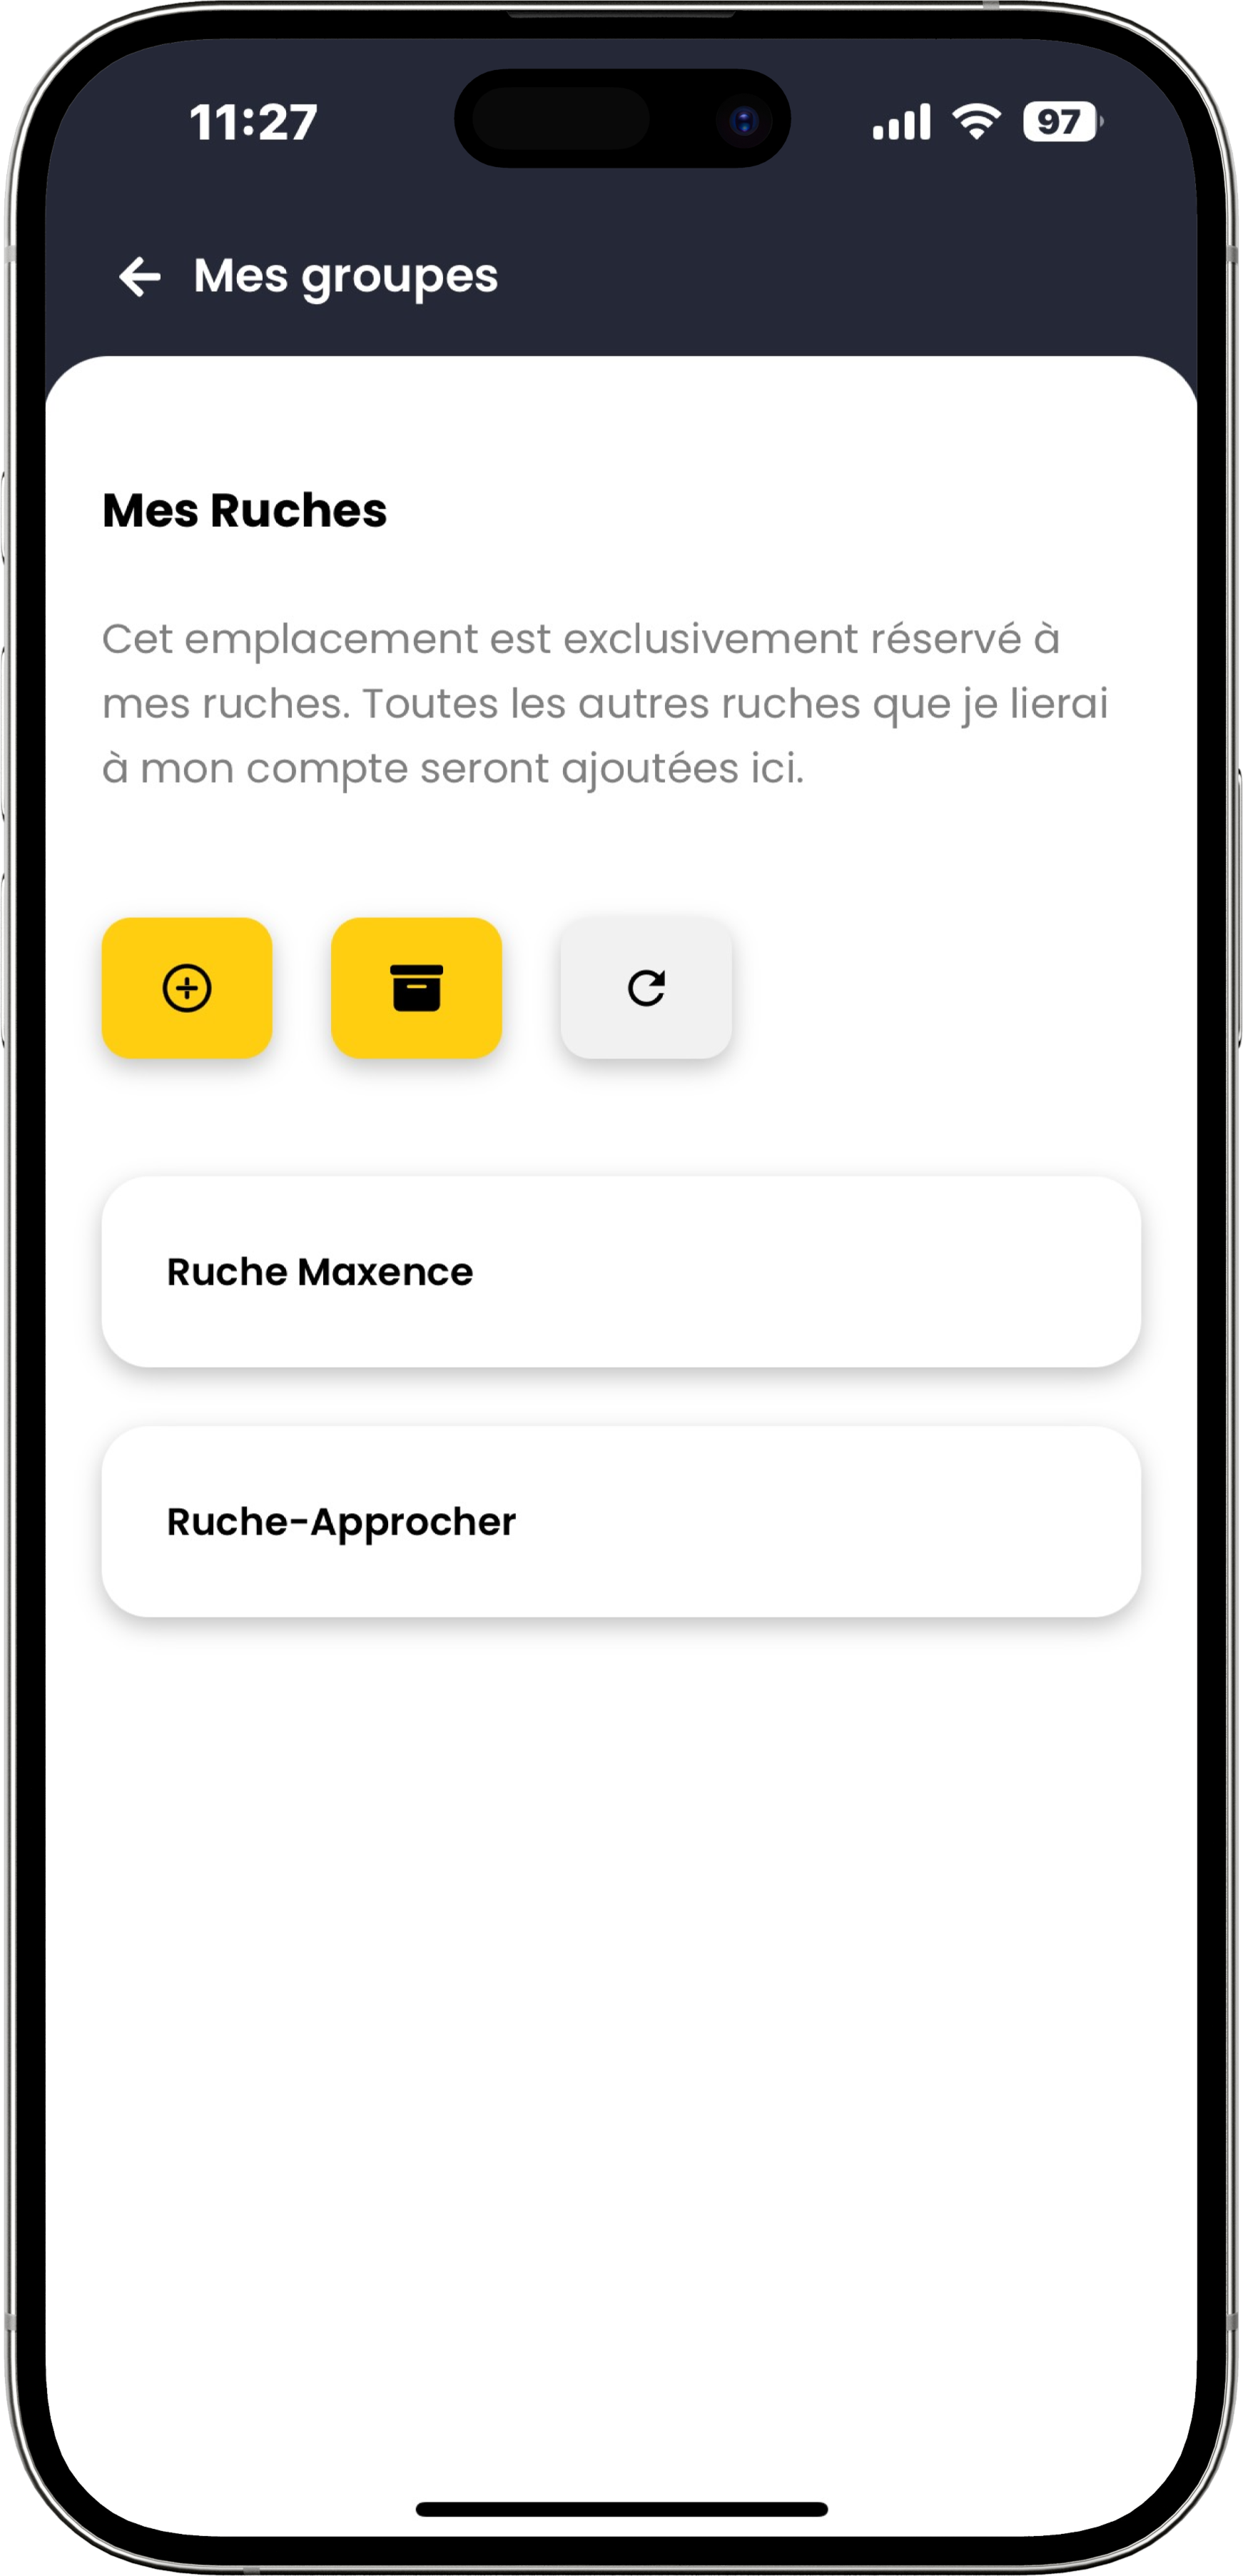 11:27
97
Mes groupes
Mes Ruches
Cet emplacement est exclusivement réservé à
mes ruches. Toutes les autres ruches que je lierai
à mon compte seront ajoutées ici.
Ruche Maxence
Ruche-Approcher